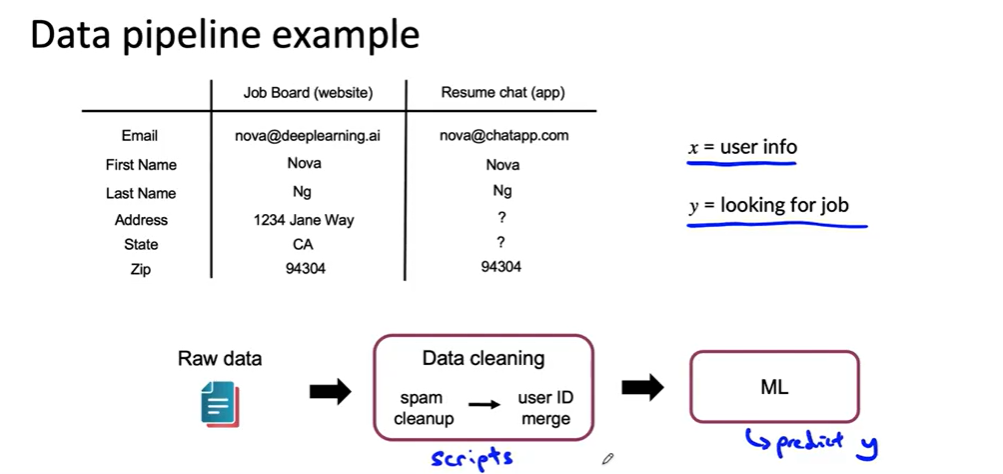 Data pipeline example
Job Board (website) Resume chat (app)
Email nova@deeplearning.ai nova@chatapp.com
First Name Nova Nova
Last Name Ng Ng
Address 1234 Jane Way ?
State CA ?
Zip 94304 94304
x = user info
y = looking for job
Raw data
Data cleaning
spam cleanup
user ID merge
scripts
ML
predict y